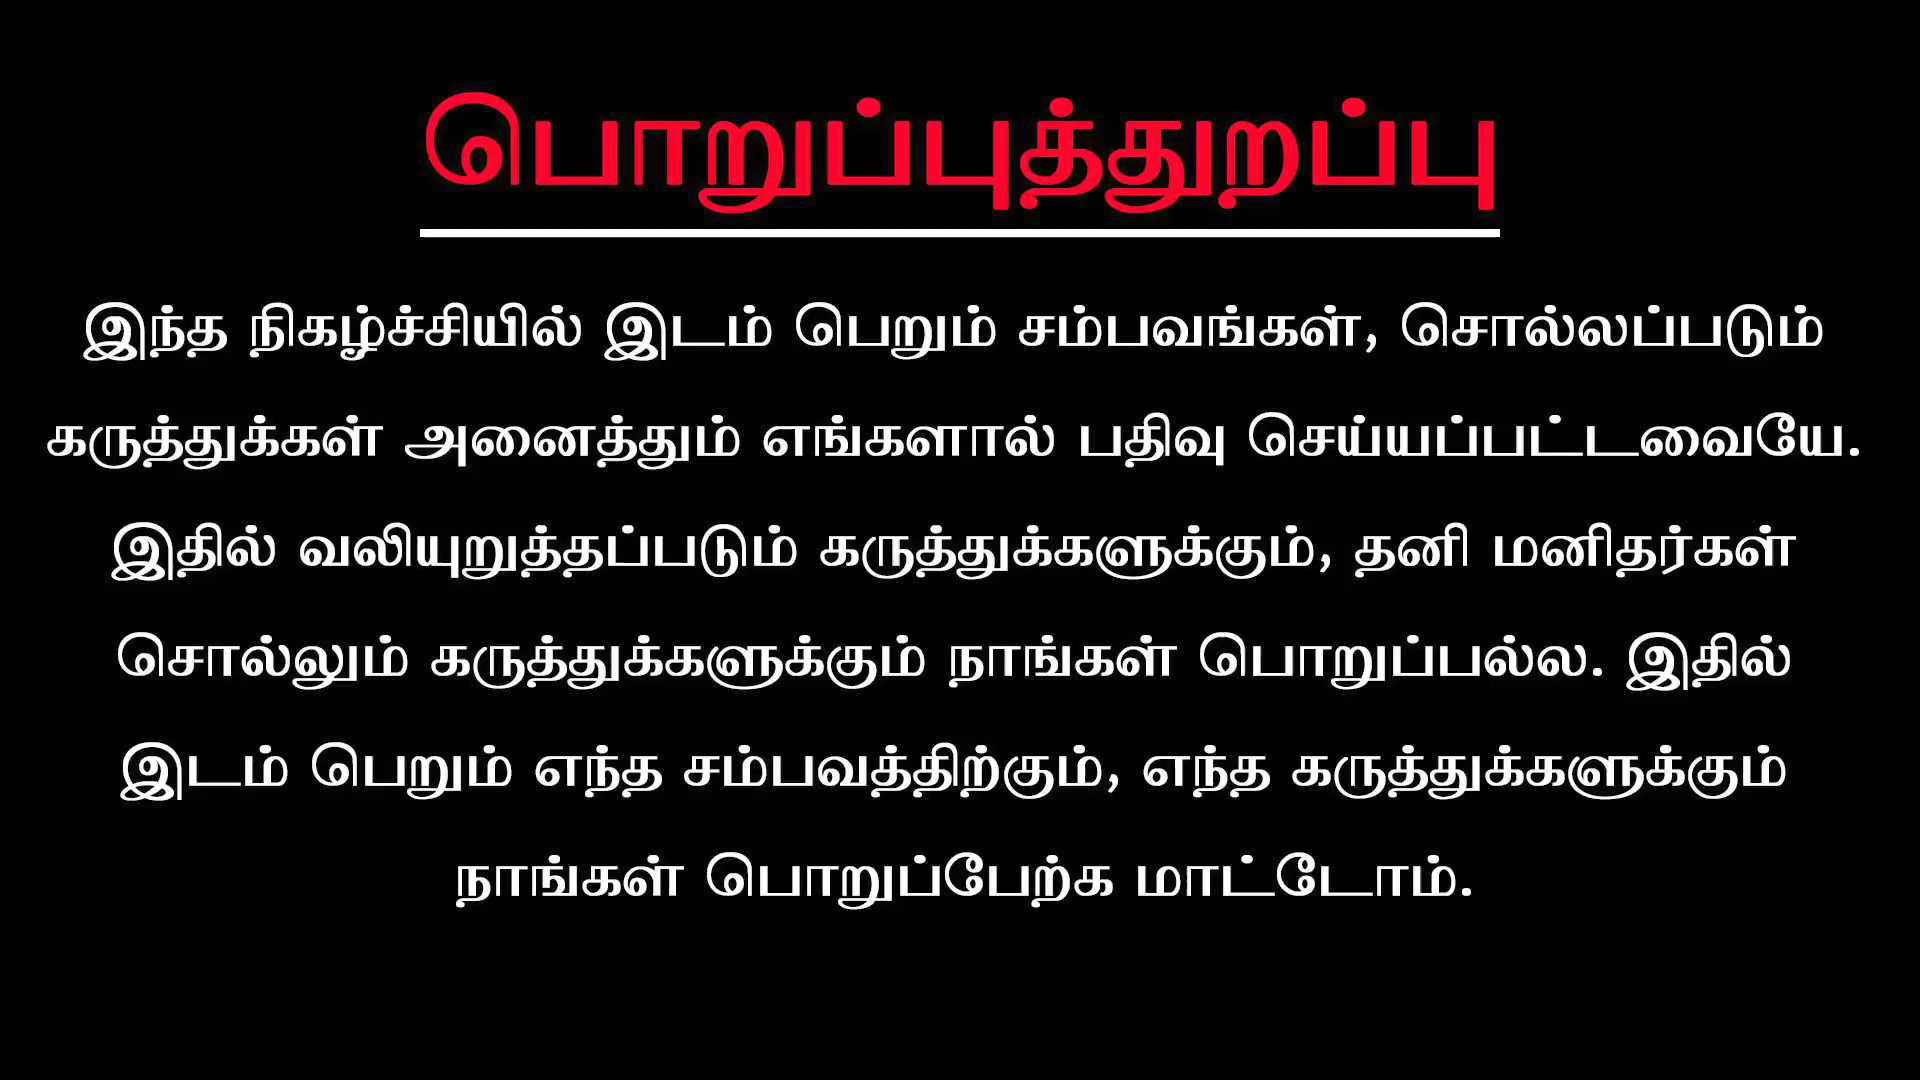 பொறுப்புத்துறப்பு
இந்த நிகழ்ச்சியில் இடம் பெறும் சம்பவங்கள், சொல்லப்படும்
கருத்துக்கள் அனைத்தும் எங்களால் பதிவு செய்யப்பட்டவையே.
இதில் வலியுறுத்தப்படும் கருத்துக்களுக்கும், தனி மனிதர்கள்
சொல்லும் கருத்துக்களுக்கும் நாங்கள் பொறுப்பல்ல. இதில்
இடம் பெறும் எந்த சம்பவத்திற்கும், எந்த கருத்துக்களுக்கும்
நாங்கள் பொறுப்பேற்க மாட்டோம்.